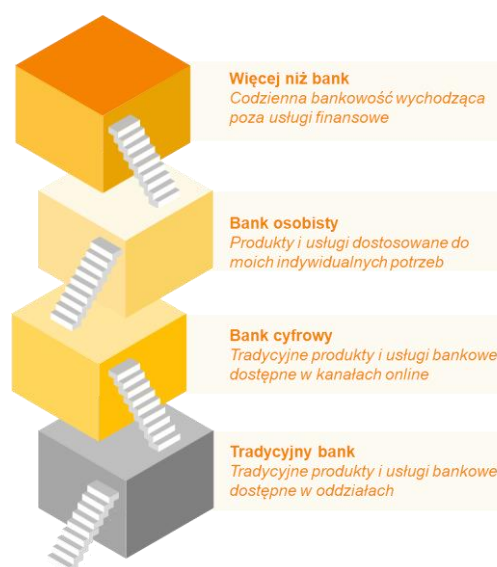 Więcej niż bank
Codzienna bankowość wychodząca
poza usługi finansowe
Bank osobisty
Produkty i usługi dostosowane do
moich indywidualnych potrzeb
Bank cyfrowy
Tradycyjne produkty i usługi bankowe
dostępne w kanałach online
Tradycyjny bank
Tradycyjne produkty i usługi bankowe
dostępne w oddziałach